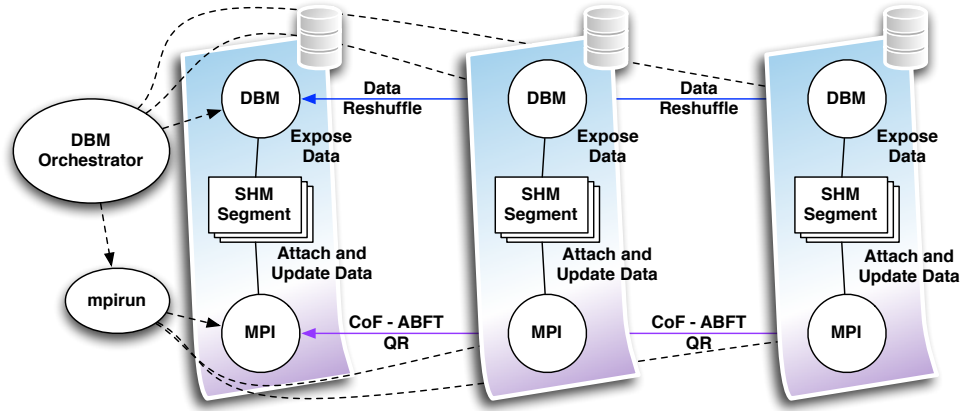 DBM
Orchestrator
mpirun
DBM
Expose
Data
SHM
Segment
Attach and
Update Data
MPI
Data
Reshuffle
CoF - ABFT
QR
DBM
Expose
Data
SHM
Segment
Attach and
Update Data
MPI
Data
Reshuffle
CoF - ABFT
QR
DBM
Expose
Data
SHM
Segment
Attach and
Update Data
MPI